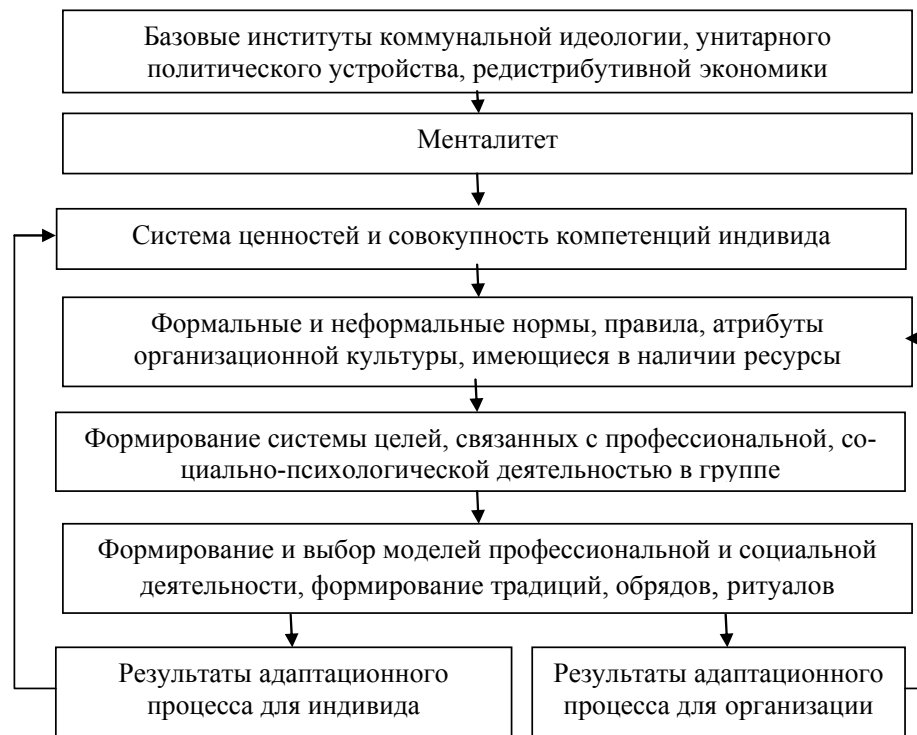 Базовые институты коммунальной идеологии, унитарного
политического устройства, редистрибутивной экономики
Менталитет
Система ценностей и совокупность компетенций индивида
Формальные и неформальные нормы, правила, атрибуты
организационной культуры, имеющиеся в наличии ресурсы
Формирование системы целей, связанных с профессиональной, со-
циально-психологической деятельностью в группе
Формирование и выбор моделей профессиональной и социальной
деятельности, формирование традиций, обрядов, ритуалов
Результаты адаптационного
процесса для индивида
Результаты адаптационного
процесса для организации